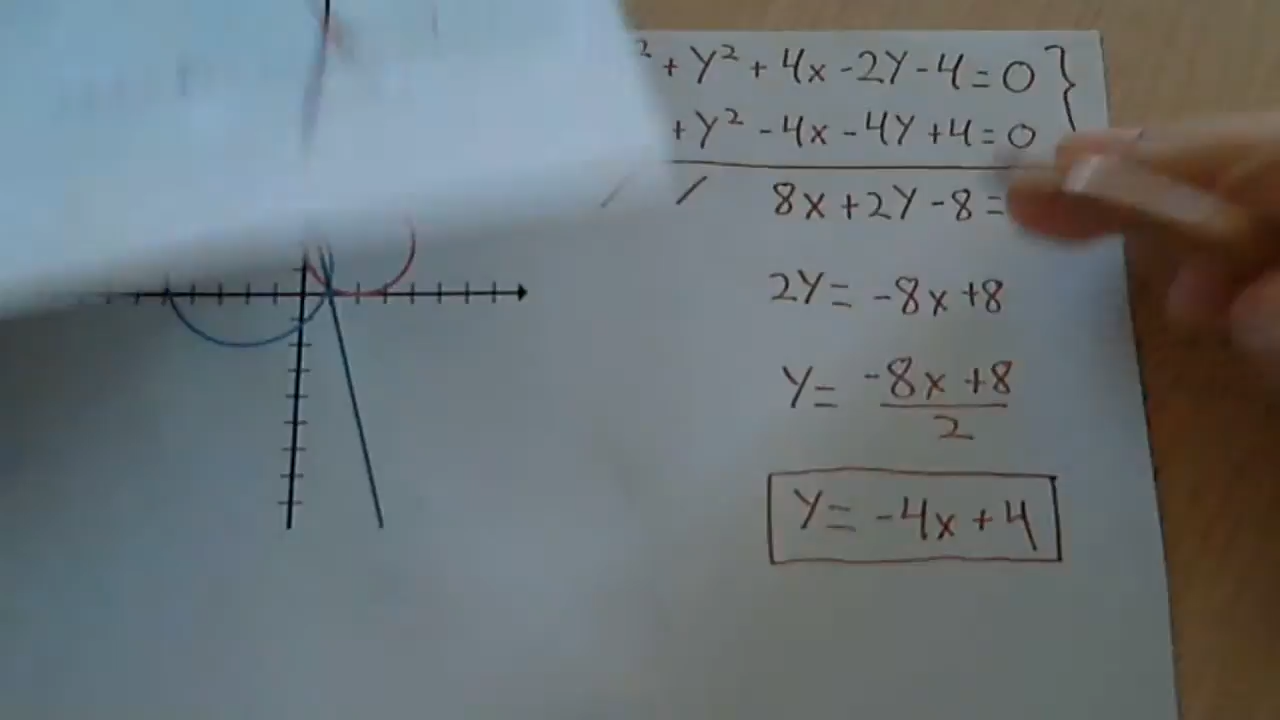 ² + y² + 4x - 2y - 4 = 0 }
+ y² - 4x - 4y + 4 = 0
/ / 8x + 2y - 8 =
2y = -8x + 8
y = -8x + 8
2
y = -4x + 4